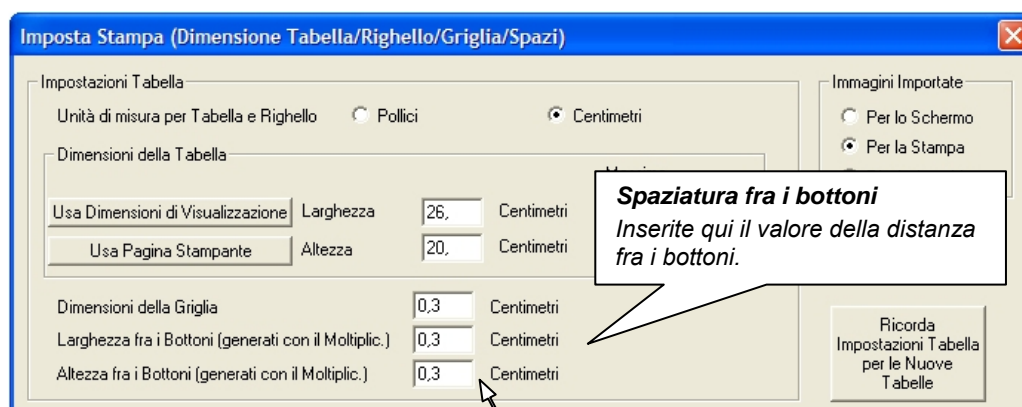 Imposta Stampa (Dimensione Tabella/Righello/Griglia/Spazi)
Impostazioni Tabella
Unità di misura per Tabella e Righello Pollici Centimetri
Dimensioni della Tabella
Usa Dimensioni di Visualizzazione Larghezza 26, Centimetri
Usa Pagina Stampante Altezza 20, Centimetri
Dimensioni della Griglia 0,3 Centimetri
Larghezza fra i Bottoni (generati con il Moltiplic.) 0,3 Centimetri
Altezza fra i Bottoni (generati con il Moltiplic.) 0,3 Centimetri
Immagini Importate
Per lo Schermo
Per la Stampa
Spaziatura fra i bottoni
Inserite qui il valore della distanza
fra i bottoni.
Ricorda
Impostazioni Tabella
per le Nuove
Tabelle